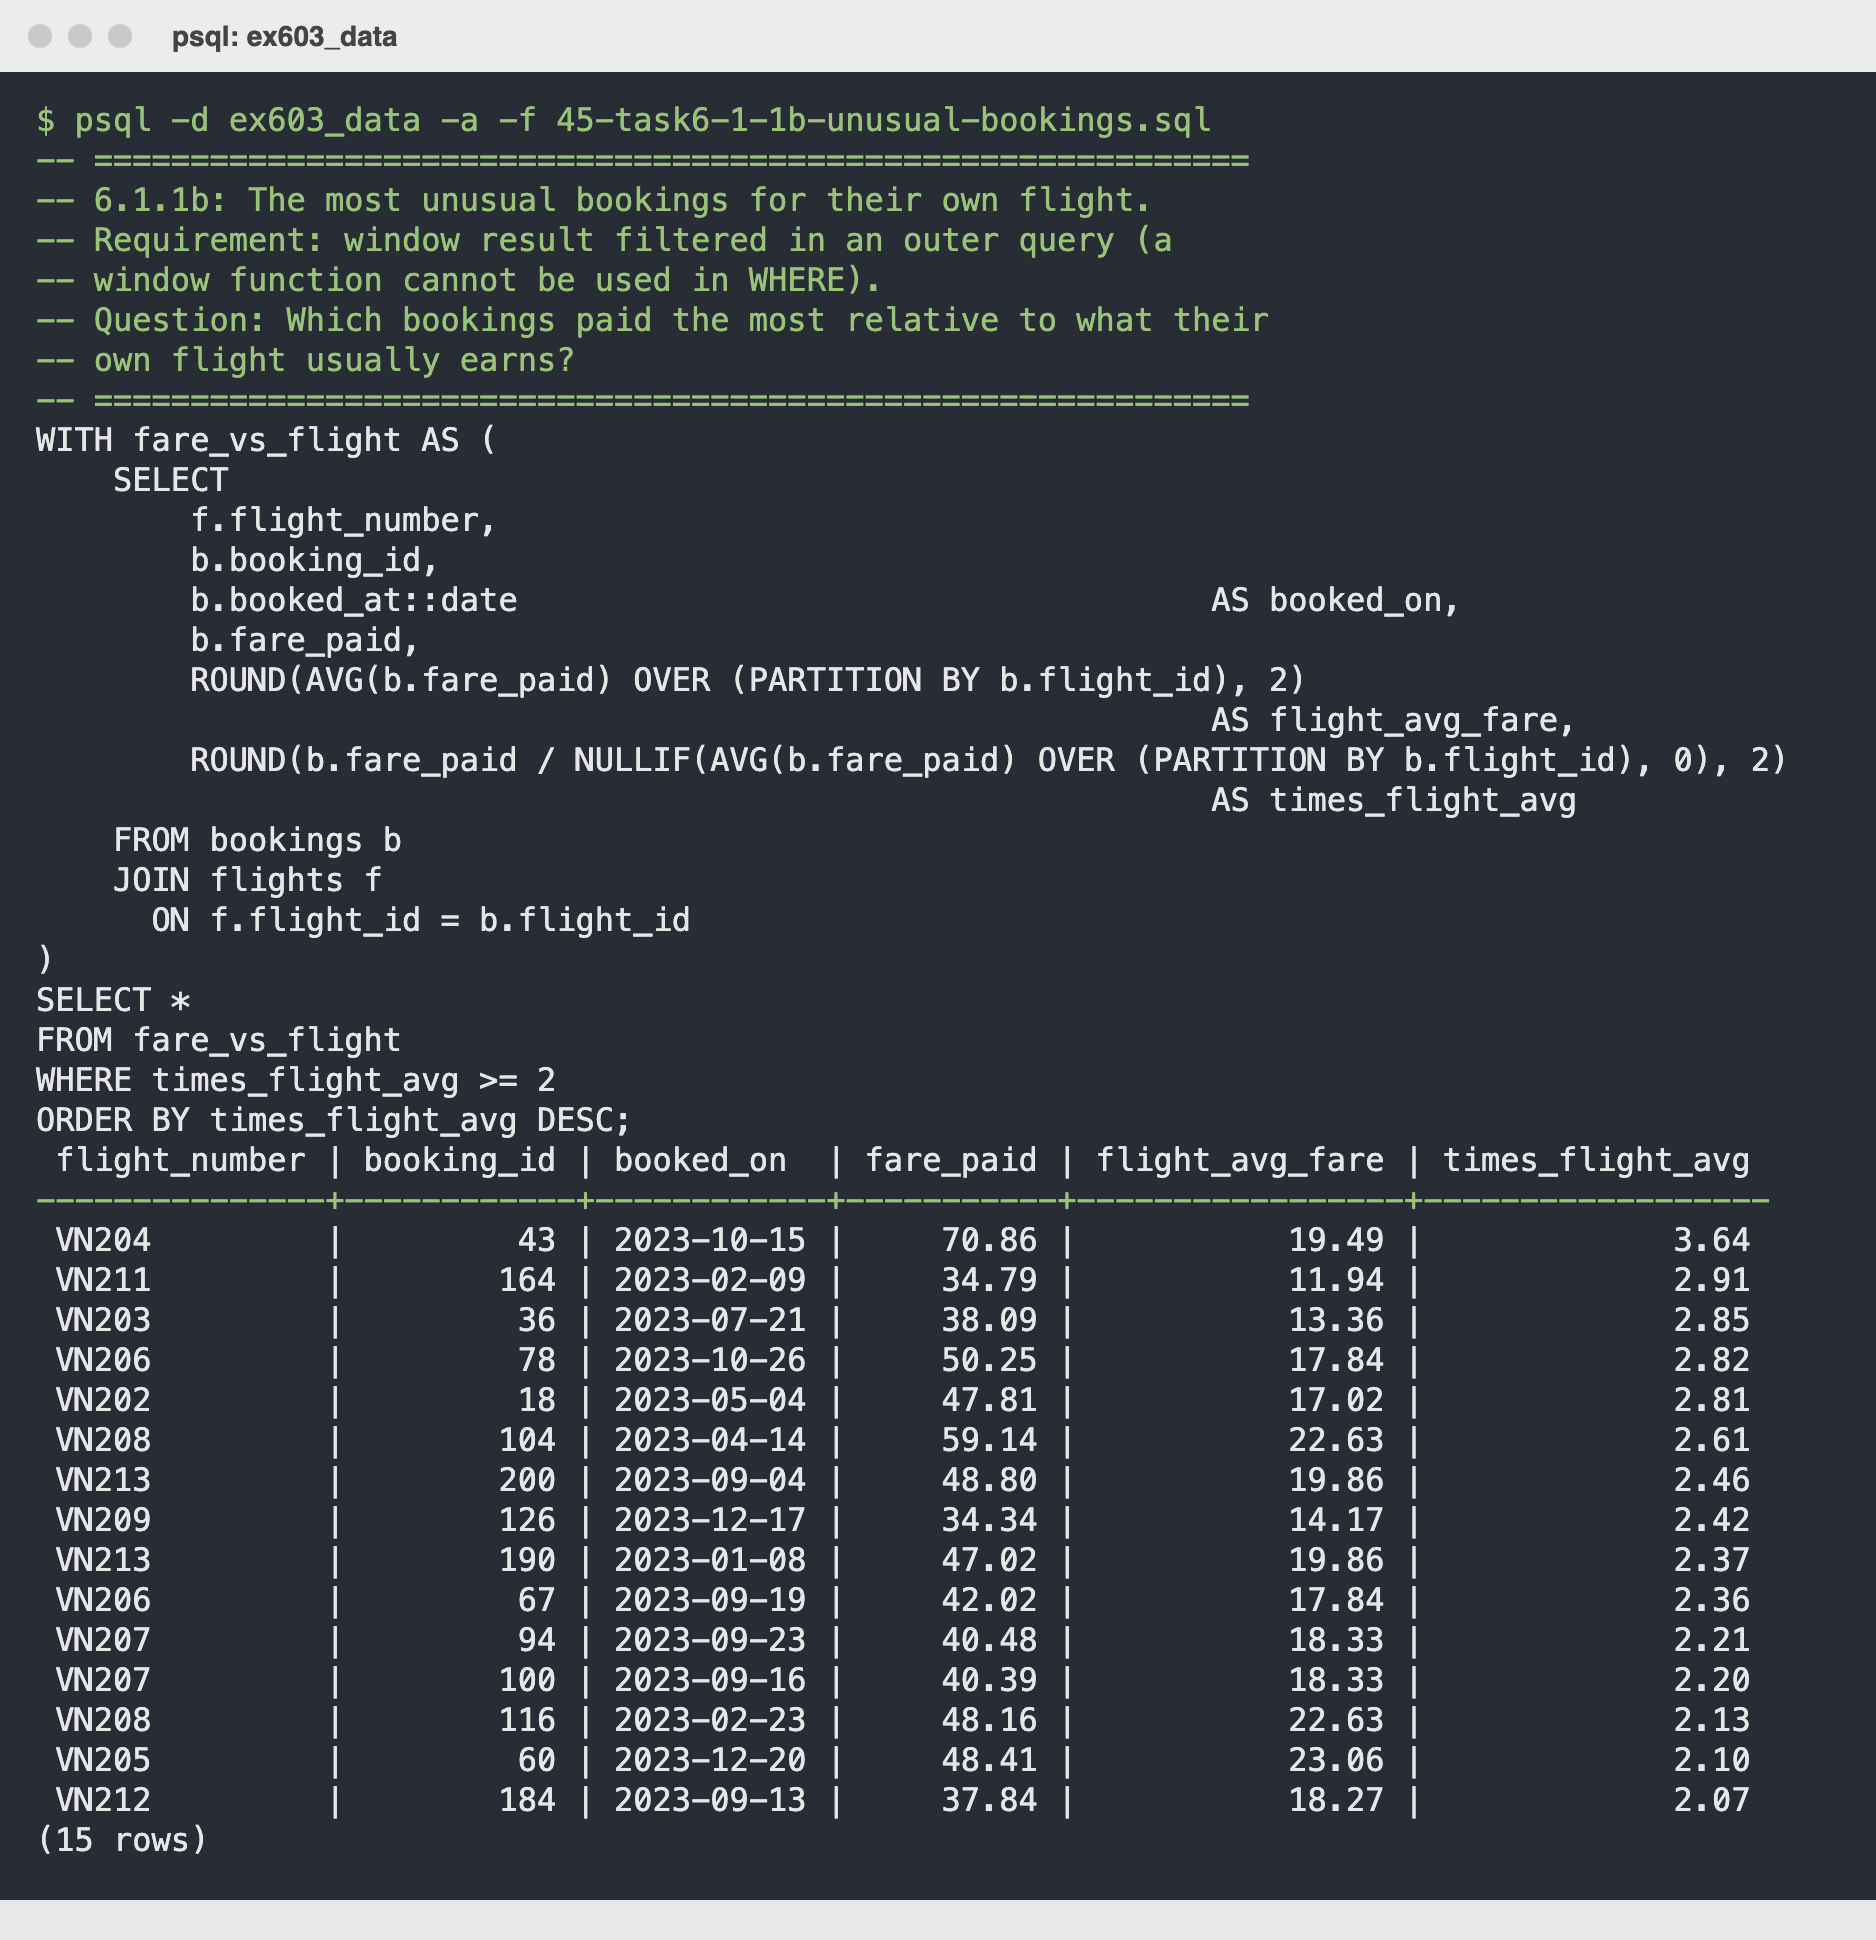 psql: ex603_data
$ psql -d ex603_data -a -f 45-task6-1-1b-unusual-bookings.sql
-- ============================================================
-- 6.1.1b: The most unusual bookings for their own flight.
-- Requirement: window result filtered in an outer query (a
-- window function cannot be used in WHERE).
-- Question: Which bookings paid the most relative to what their
-- own flight usually earns?
-- ============================================================
WITH fare_vs_flight AS (
    SELECT
        f.flight_number,
        b.booking_id,
        b.booked_at::date                                    AS booked_on,
        b.fare_paid,
        ROUND(AVG(b.fare_paid) OVER (PARTITION BY b.flight_id), 2)
                                                             AS flight_avg_fare,
        ROUND(b.fare_paid / NULLIF(AVG(b.fare_paid) OVER (PARTITION BY b.flight_id), 0), 2)
                                                             AS times_flight_avg
    FROM bookings b
    JOIN flights f
      ON f.flight_id = b.flight_id
)
SELECT *
FROM fare_vs_flight
WHERE times_flight_avg >= 2
ORDER BY times_flight_avg DESC;
 flight_number | booking_id | booked_on  | fare_paid | flight_avg_fare | times_flight_avg
---------------+------------+------------+-----------+-----------------+------------------
 VN204         |         43 | 2023-10-15 |     70.86 |           19.49 |             3.64
 VN211         |        164 | 2023-02-09 |     34.79 |           11.94 |             2.91
 VN203         |         36 | 2023-07-21 |     38.09 |           13.36 |             2.85
 VN206         |         78 | 2023-10-26 |     50.25 |           17.84 |             2.82
 VN202         |         18 | 2023-05-04 |     47.81 |           17.02 |             2.81
 VN208         |        104 | 2023-04-14 |     59.14 |           22.63 |             2.61
 VN213         |        200 | 2023-09-04 |     48.80 |           19.86 |             2.46
 VN209         |        126 | 2023-12-17 |     34.34 |           14.17 |             2.42
 VN213         |        190 | 2023-01-08 |     47.02 |           19.86 |             2.37
 VN206         |         67 | 2023-09-19 |     42.02 |           17.84 |             2.36
 VN207         |         94 | 2023-09-23 |     40.48 |           18.33 |             2.21
 VN207         |        100 | 2023-09-16 |     40.39 |           18.33 |             2.20
 VN208         |        116 | 2023-02-23 |     48.16 |           22.63 |             2.13
 VN205         |         60 | 2023-12-20 |     48.41 |           23.06 |             2.10
 VN212         |        184 | 2023-09-13 |     37.84 |           18.27 |             2.07
(15 rows)